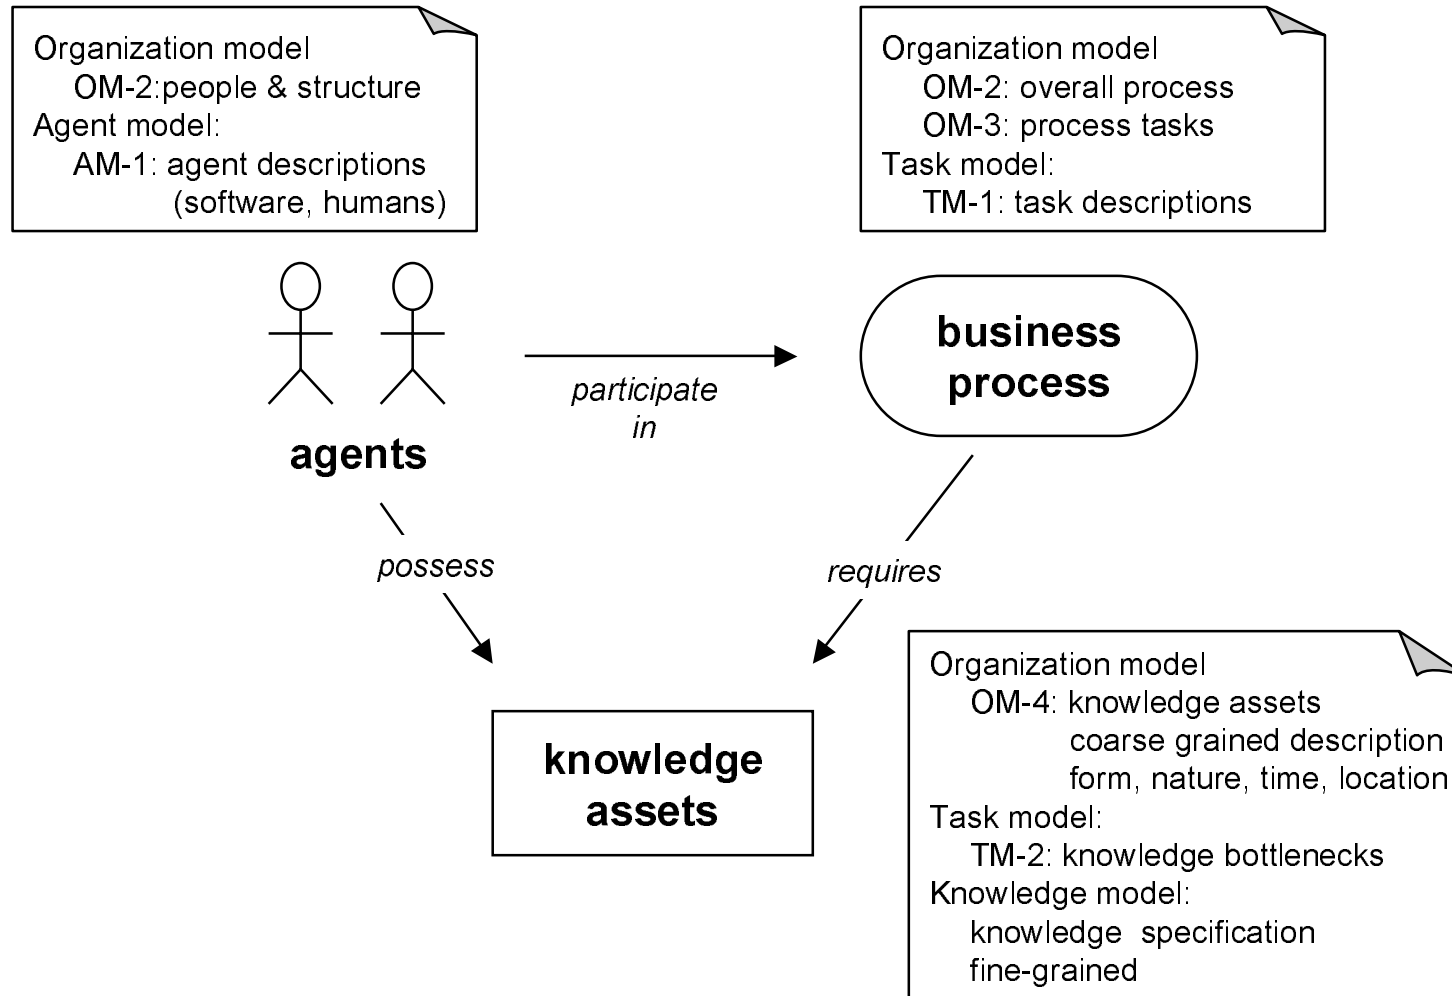 Organization model
OM-2:people & structure
Agent model:
AM-1: agent descriptions
(software, humans)
Organization model
OM-2: overall process
OM-3: process tasks
Task model:
TM-1: task descriptions
business
process
participate
in
agents
possess
requires
knowledge
assets
Organization model
OM-4: knowledge assets
coarse grained description
form, nature, time, location
Task model:
TM-2: knowledge bottlenecks
Knowledge model:
knowledge specification
fine-grained